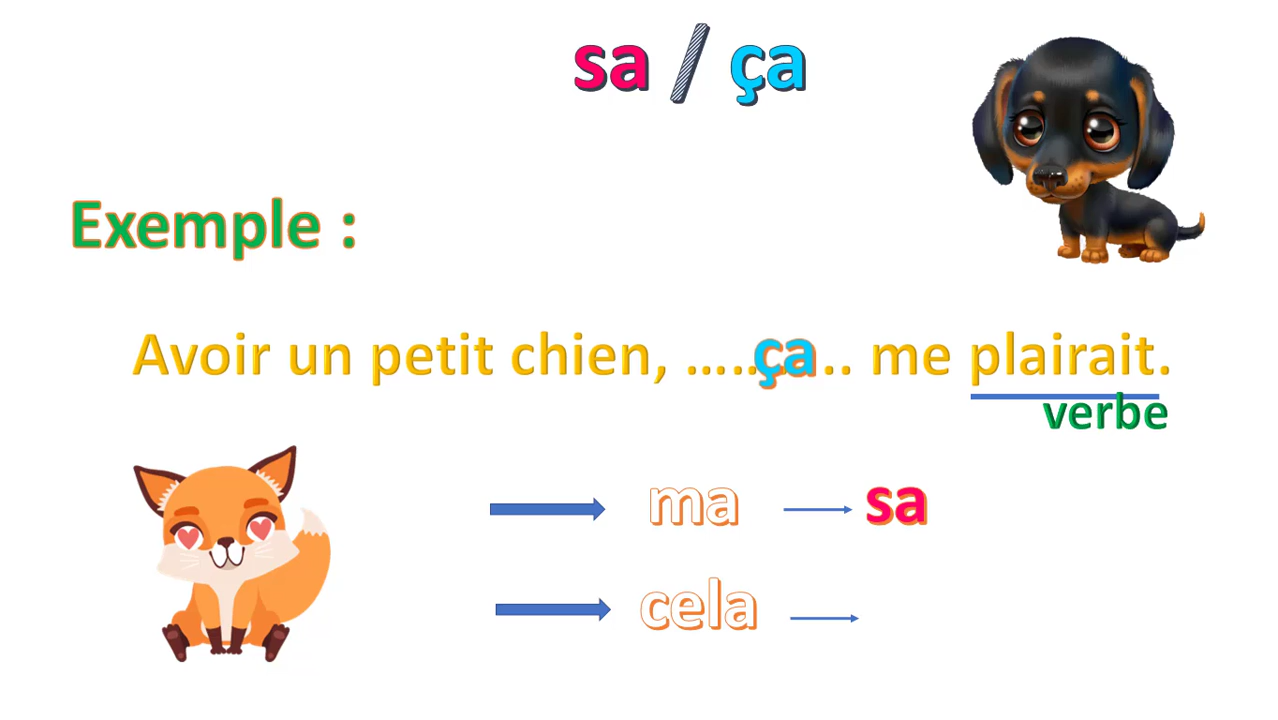 sa / ça
Exemple :
Avoir un petit chien, .....ça.. me plairait.
verbe
ma sa
cela